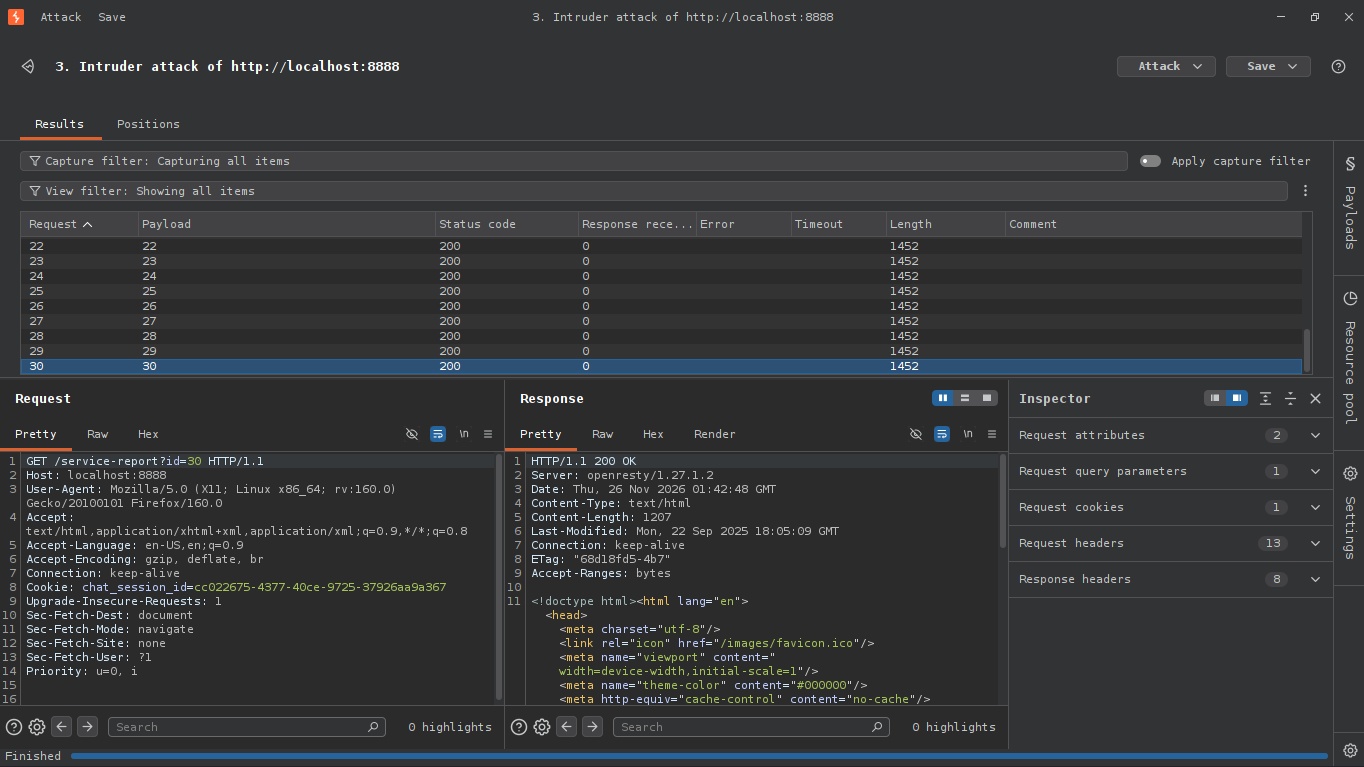 Attack Save 3. Intruder attack of http://localhost:8888
3. Intruder attack of http://localhost:8888 Attack Save
Results Positions
Capture filter: Capturing all items Apply capture filter
View filter: Showing all items
Request Payload Status code Response rece... Error Timeout Length Comment
22 22 200 0 1452
23 23 200 0 1452
24 24 200 0 1452
25 25 200 0 1452
26 26 200 0 1452
27 27 200 0 1452
28 28 200 0 1452
29 29 200 0 1452
30 30 200 0 1452
Request
Pretty Raw Hex \n
1 GET /service-report?id=30 HTTP/1.1
2 Host: localhost:8888
3 User-Agent: Mozilla/5.0 (X11; Linux x86_64; rv:160.0)
Gecko/20100101 Firefox/160.0
4 Accept:
text/html,application/xhtml+xml,application/xml;q=0.9,*/*;q=0.8
5 Accept-Language: en-US,en;q=0.9
6 Accept-Encoding: gzip, deflate, br
7 Connection: keep-alive
8 Cookie: chat_session_id=cc022675-4377-40ce-9725-37926aa9a367
9 Upgrade-Insecure-Requests: 1
10 Sec-Fetch-Dest: document
11 Sec-Fetch-Mode: navigate
12 Sec-Fetch-Site: none
13 Sec-Fetch-User: ?1
14 Priority: u=0, i
15
16
Search 0 highlights
Response
Pretty Raw Hex Render \n
1 HTTP/1.1 200 OK
2 Server: openresty/1.27.1.2
3 Date: Thu, 26 Nov 2026 01:42:48 GMT
4 Content-Type: text/html
5 Content-Length: 1207
6 Last-Modified: Mon, 22 Sep 2025 18:05:09 GMT
7 Connection: keep-alive
8 ETag: "68d18fd5-4b7"
9 Accept-Ranges: bytes
10
11 <!doctype html><html lang="en">
<head>
<meta charset="utf-8"/>
<link rel="icon" href="/images/favicon.ico"/>
<meta name="viewport" content="
width=device-width,initial-scale=1"/>
<meta name="theme-color" content="#000000"/>
<meta http-equiv="cache-control" content="no-cache"/>
Search 0 highlights
Inspector
Request attributes 2
Request query parameters 1
Request cookies 1
Request headers 13
Response headers 8
Payloads
Resource pool
Settings
Finished